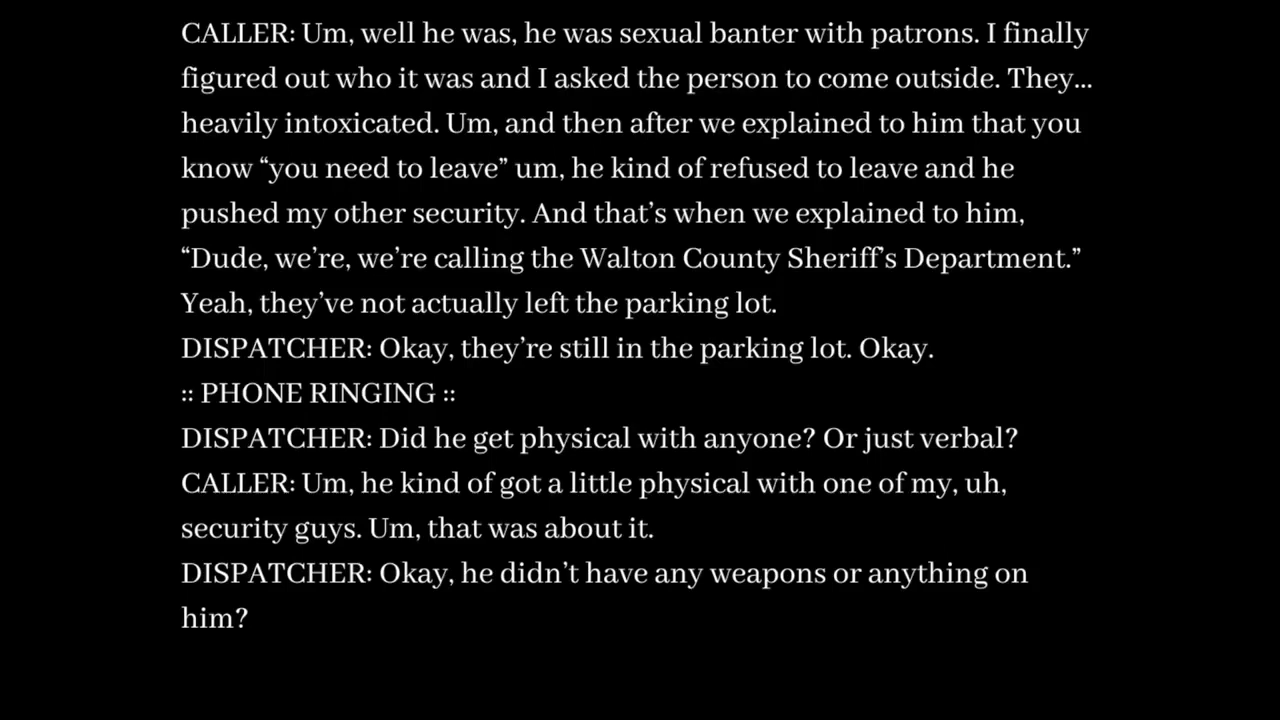 CALLER: Um, well he was, he was sexual banter with patrons. I finally
figured out who it was and I asked the person to come outside. They...
heavily intoxicated. Um, and then after we explained to him that you
know “you need to leave” um, he kind of refused to leave and he
pushed my other security. And that’s when we explained to him,
“Dude, we’re, we’re calling the Walton County Sheriff’s Department.”
Yeah, they’ve not actually left the parking lot.
DISPATCHER: Okay, they’re still in the parking lot. Okay.
:: PHONE RINGING ::
DISPATCHER: Did he get physical with anyone? Or just verbal?
CALLER: Um, he kind of got a little physical with one of my, uh,
security guys. Um, that was about it.
DISPATCHER: Okay, he didn’t have any weapons or anything on
him?